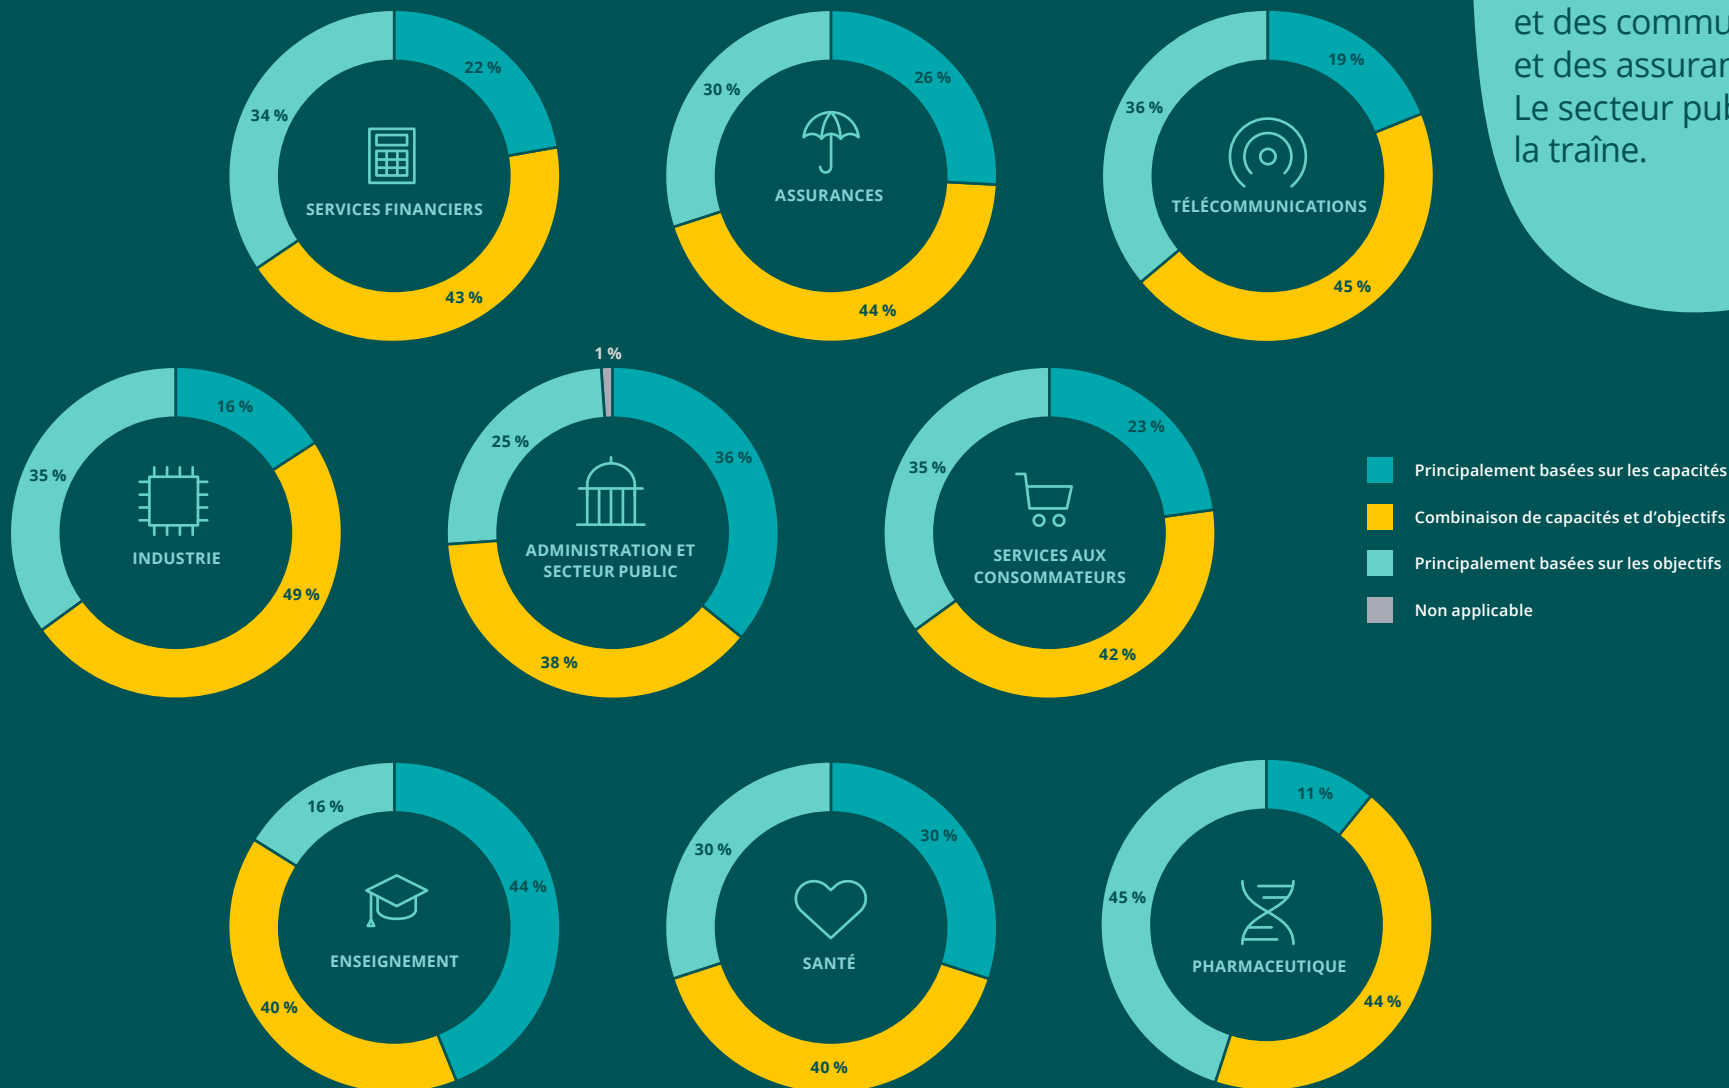 et des
et des
Le secteur
la traîne.
22 %
34 %
43 %
SERVICES FINANCIERS
26 %
30 %
44 %
ASSURANCES
19 %
36 %
45 %
TÉLÉCOMMUNICATIONS
16 %
35 %
49 %
INDUSTRIE
1 %
36 %
25 %
38 %
ADMINISTRATION ET
SECTEUR PUBLIC
23 %
35 %
42 %
SERVICES AUX
CONSOMMATEURS
Principalement basées sur les capacités
Combinaison de capacités et d’objectifs
Principalement basées sur les objectifs
Non applicable
16 %
44 %
40 %
ENSEIGNEMENT
30 %
30 %
40 %
SANTÉ
11 %
45 %
44 %
PHARMACEUTIQUE